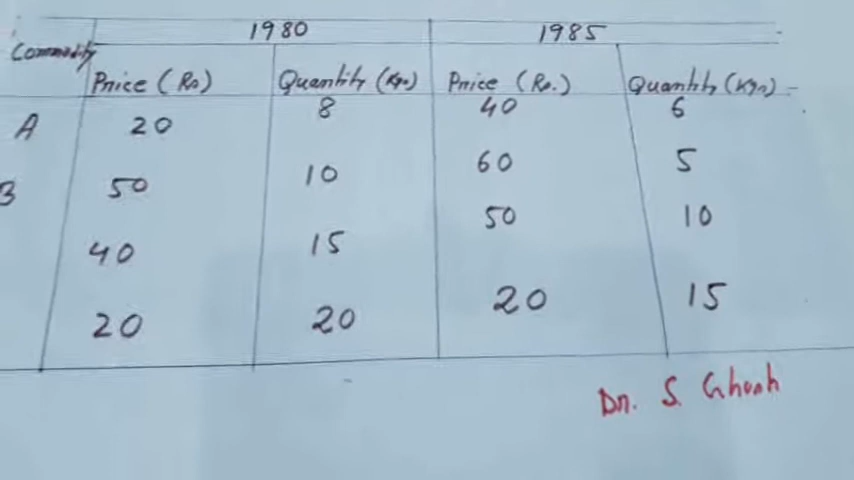 1980 1985
Commodity Price (Rs) Quantity (Kgs) Price (Rs.) Quantity (Kgs)
A 20 8 40 6
B 50 10 60 5
40 15 50 10
20 20 20 15
Dr. S. Ghosh